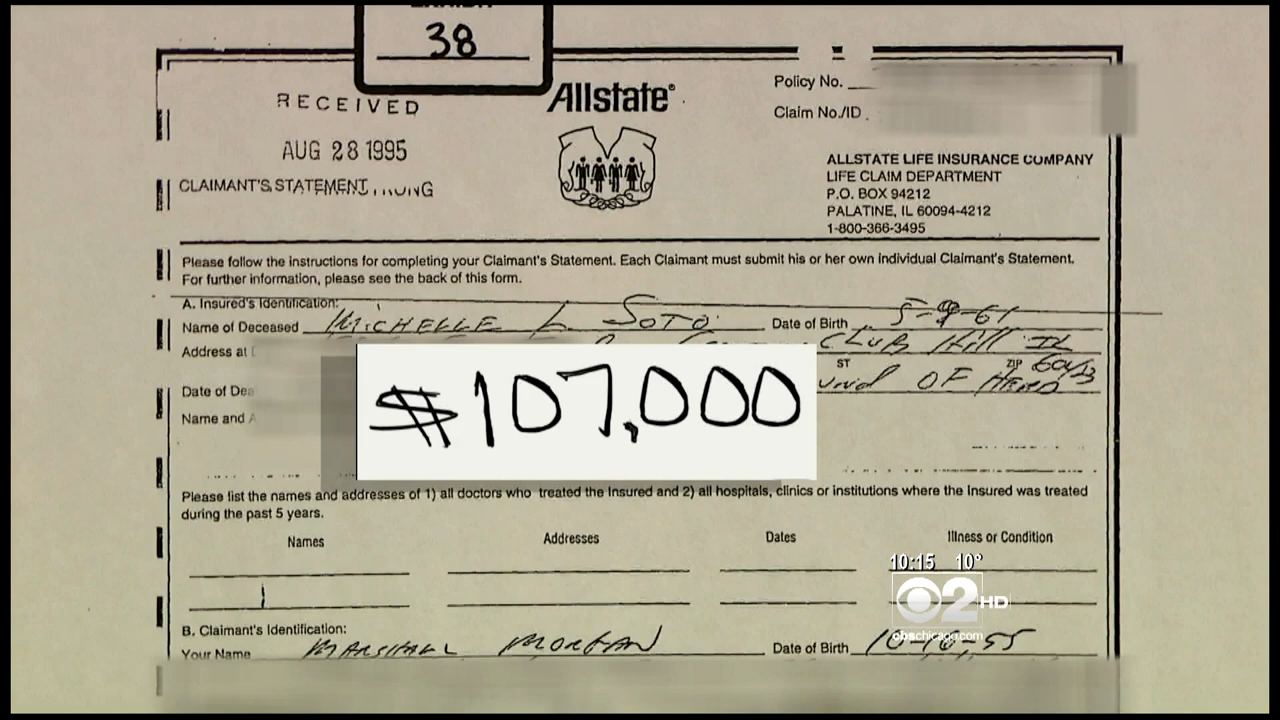 38
RECEIVED
Allstate®
Policy No.
Claim No./ID
AUG 28 1995
ALLSTATE LIFE INSURANCE COMPANY
LIFE CLAIM DEPARTMENT
P.O. BOX 94212
PALATINE, IL 60094-4212
1-800-366-3495
CLAIMANT'S STATEMENT
Please follow the instructions for completing your Claimant's Statement. Each Claimant must submit his or her own individual Claimant's Statement.
For further information, please see the back of this form.
A. Insured's Identification:
Name of Deceased MICHELLE L SOTO Date of Birth 5-9-61
Address at Club Hill IL
ST ZIP
Date of Dea OF HEAD
Name and A
$107,000
Please list the names and addresses of 1) all doctors who treated the Insured and 2) all hospitals, clinics or institutions where the Insured was treated
during the past 5 years.
Names Addresses Dates Illness or Condition
10:15 10°
2 HD
cbschicago.com
B. Claimant's Identification:
Your Name MARSHALL MORGAN Date of Birth 10-16-55